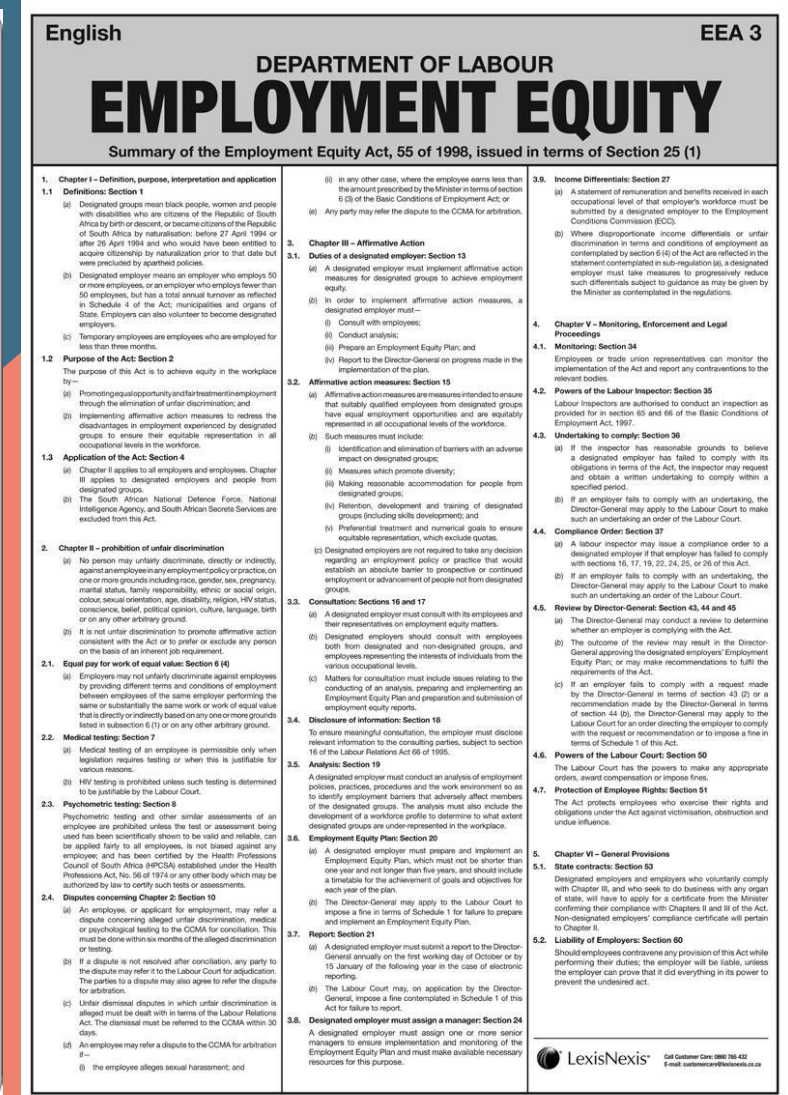 English
EEA 3
DEPARTMENT OF LABOUR
EMPLOYMENT EQUITY
Summary of the Employment Equity Act, 55 of 1998, issued in terms of Section 25 (1)
1. Chapter I – Definition, purpose, interpretation and application
1.1 Definitions: Section 1
(a) Designated groups mean black people, women and people
with disabilities who are citizens of the Republic of South
Africa by birth or descent, or became citizens of the Republic
of South Africa by naturalisation: before 27 April 1994 or
after 26 April 1994 and who would have been entitled to
acquire citizenship by naturalization prior to that date but
were precluded by apartheid policies.
(b) Designated employer means an employer who employs 50
or more employees, or an employer who employs fewer than
50 employees, but has a total annual turnover as reflected
in Schedule 4 of the Act; municipalities and organs of
State. Employers can also volunteer to become designated
employers.
(c) Temporary employees are employees who are employed for
less than three months.
1.2 Purpose of the Act: Section 2
The purpose of this Act is to achieve equity in the workplace
by—
(a) Promoting equal opportunity and fair treatment in employment
through the elimination of unfair discrimination; and
(b) Implementing affirmative action measures to redress the
disadvantages in employment experienced by designated
groups to ensure their equitable representation in all
occupational levels in the workforce.
1.3 Application of the Act: Section 4
(a) Chapter II applies to all employers and employees. Chapter
III applies to designated employers and people from
designated groups.
(b) The South African National Defence Force, National
Intelligence Agency, and South African Secrete Services are
excluded from this Act.
2. Chapter II – prohibition of unfair discrimination
(a) No person may unfairly discriminate, directly or indirectly,
against an employee in any employment policy or practice, on
one or more grounds including race, gender, sex, pregnancy,
marital status, family responsibility, ethnic or social origin,
colour, sexual orientation, age, disability, religion, HIV status,
conscience, belief, political opinion, culture, language, birth
or on any other arbitrary ground.
(b) It is not unfair discrimination to promote affirmative action
consistent with the Act or to prefer or exclude any person
on the basis of an inherent job requirement.
2.1. Equal pay for work of equal value: Section 6 (4)
(a) Employers may not unfairly discriminate against employees
by providing different terms and conditions of employment
between employees of the same employer performing the
same or substantially the same work or work of equal value
that is directly or indirectly based on any one or more grounds
listed in subsection 6 (1) or on any other arbitrary ground.
2.2. Medical testing: Section 7
(a) Medical testing of an employee is permissible only when
legislation requires testing or when this is justifiable for
various reasons.
(b) HIV testing is prohibited unless such testing is determined
to be justifiable by the Labour Court.
2.3. Psychometric testing: Section 8
Psychometric testing and other similar assessments of an
employee are prohibited unless the test or assessment being
used has been scientifically shown to be valid and reliable, can
be applied fairly to all employees, is not biased against any
employee; and has been certified by the Health Professions
Council of South Africa (HPCSA) established under the Health
Professions Act, No. 56 of 1974 or any other body which may be
authorized by law to certify such tests or assessments.
2.4. Disputes concerning Chapter 2: Section 10
(a) An employee, or applicant for employment, may refer a
dispute concerning alleged unfair discrimination, medical
or psychological testing to the CCMA for conciliation. This
must be done within six months of the alleged discrimination
or testing.
(b) If a dispute is not resolved after conciliation, any party to
the dispute may refer it to the Labour Court for adjudication.
The parties to a dispute may also agree to refer the dispute
for arbitration.
(c) Unfair dismissal disputes in which unfair discrimination is
alleged must be dealt with in terms of the Labour Relations
Act. The dismissal must be referred to the CCMA within 30
days.
(d) An employee may refer a dispute to the CCMA for arbitration
if—
(i) the employee alleges sexual harassment; and
(ii) in any other case, where the employee earns less than
the amount prescribed by the Minister in terms of section
6 (3) of the Basic Conditions of Employment Act; or
(e) Any party may refer the dispute to the CCMA for arbitration.
3. Chapter III – Affirmative Action
3.1. Duties of a designated employer: Section 13
(a) A designated employer must implement affirmative action
measures for designated groups to achieve employment
equity.
(b) In order to implement affirmative action measures, a
designated employer must—
(i) Consult with employees;
(ii) Conduct analysis;
(iii) Prepare an Employment Equity Plan; and
(iv) Report to the Director-General on progress made in the
implementation of the plan.
3.2. Affirmative action measures: Section 15
(a) Affirmative action measures are measures intended to ensure
that suitably qualified employees from designated groups
have equal employment opportunities and are equitably
represented in all occupational levels of the workforce.
(b) Such measures must include:
(i) Identification and elimination of barriers with an adverse
impact on designated groups;
(ii) Measures which promote diversity;
(iii) Making reasonable accommodation for people from
designated groups;
(iv) Retention, development and training of designated
groups (including skills development); and
(v) Preferential treatment and numerical goals to ensure
equitable representation, which exclude quotas.
(c) Designated employers are not required to take any decision
regarding an employment policy or practice that would
establish an absolute barrier to prospective or continued
employment or advancement of people not from designated
groups.
3.3. Consultation: Sections 16 and 17
(a) A designated employer must consult with its employees and
their representatives on employment equity matters.
(b) Designated employers should consult with employees
both from designated and non-designated groups, and
employees representing the interests of individuals from the
various occupational levels.
(c) Matters for consultation must include issues relating to the
conducting of an analysis, preparing and implementing an
Employment Equity Plan and preparation and submission of
employment equity reports.
3.4. Disclosure of information: Section 18
To ensure meaningful consultation, the employer must disclose
relevant information to the consulting parties, subject to section
16 of the Labour Relations Act 66 of 1995.
3.5. Analysis: Section 19
A designated employer must conduct an analysis of employment
policies, practices, procedures and the work environment so as
to identify employment barriers that adversely affect members
of the designated groups. The analysis must also include the
development of a workforce profile to determine to what extent
designated groups are under-represented in the workplace.
3.6. Employment Equity Plan: Section 20
(a) A designated employer must prepare and implement an
Employment Equity Plan, which must not be shorter than
one year and not longer than five years, and should include
a timetable for the achievement of goals and objectives for
each year of the plan.
(b) The Director-General may apply to the Labour Court to
impose a fine in terms of Schedule 1 for failure to prepare
and implement an Employment Equity Plan.
3.7. Report: Section 21
(a) A designated employer must submit a report to the Director-
General annually on the first working day of October or by
15 January of the following year in the case of electronic
reporting.
(b) The Labour Court may, on application by the Director-
General, impose a fine contemplated in Schedule 1 of this
Act for failure to report.
3.8. Designated employer must assign a manager: Section 24
A designated employer must assign one or more senior
managers to ensure implementation and monitoring of the
Employment Equity Plan and must make available necessary
resources for this purpose.
3.9. Income Differentials: Section 27
(a) A statement of remuneration and benefits received in each
occupational level of that employer's workforce must be
submitted by a designated employer to the Employment
Conditions Commission (ECC).
(b) Where disproportionate income differentials or unfair
discrimination in terms and conditions of employment as
contemplated by section 6 (4) of the Act are reflected in the
statement contemplated in sub-regulation (a), a designated
employer must take measures to progressively reduce
such differentials subject to guidance as may be given by
the Minister as contemplated in the regulations.
4. Chapter V – Monitoring, Enforcement and Legal
Proceedings
4.1. Monitoring: Section 34
Employees or trade union representatives can monitor the
implementation of the Act and report any contraventions to the
relevant bodies.
4.2. Powers of the Labour Inspector: Section 35
Labour Inspectors are authorised to conduct an inspection as
provided for in section 65 and 66 of the Basic Conditions of
Employment Act, 1997.
4.3. Undertaking to comply: Section 36
(a) If the inspector has reasonable grounds to believe
a designated employer has failed to comply with its
obligations in terms of the Act, the inspector may request
and obtain a written undertaking to comply within a
specified period.
(b) If an employer fails to comply with an undertaking, the
Director-General may apply to the Labour Court to make
such an undertaking an order of the Labour Court.
4.4. Compliance Order: Section 37
(a) A labour inspector may issue a compliance order to a
designated employer if that employer has failed to comply
with sections 16, 17, 19, 22, 24, 25, or 26 of this Act.
(b) If an employer fails to comply with an undertaking, the
Director-General may apply to the Labour Court to make
such an undertaking an order of the Labour Court.
4.5. Review by Director-General: Section 43, 44 and 45
(a) The Director-General may conduct a review to determine
whether an employer is complying with the Act.
(b) The outcome of the review may result in the Director-
General approving the designated employers' Employment
Equity Plan; or may make recommendations to fulfil the
requirements of the Act.
(c) If an employer fails to comply with a request made
by the Director-General in terms of section 43 (2) or a
recommendation made by the Director-General in terms
of section 44 (b), the Director-General may apply to the
Labour Court for an order directing the employer to comply
with the request or recommendation or to impose a fine in
terms of Schedule 1 of this Act.
4.6. Powers of the Labour Court: Section 50
The Labour Court has the powers to make any appropriate
orders, award compensation or impose fines.
4.7. Protection of Employee Rights: Section 51
The Act protects employees who exercise their rights and
obligations under the Act against victimisation, obstruction and
undue influence.
5. Chapter VI – General Provisions
5.1. State contracts: Section 53
Designated employers and employers who voluntarily comply
with Chapter III, and who seek to do business with any organ
of state, will have to apply for a certificate from the Minister
confirming their compliance with Chapters II and III of the Act.
Non-designated employers' compliance certificate will pertain
to Chapter II.
5.2. Liability of Employers: Section 60
Should employees contravene any provision of this Act while
performing their duties; the employer will be liable, unless
the employer can prove that it did everything in its power to
prevent the undesired act.
LexisNexis®
Call Customer Care: 0860 765 432
E-mail: customercare@lexisnexis.co.za